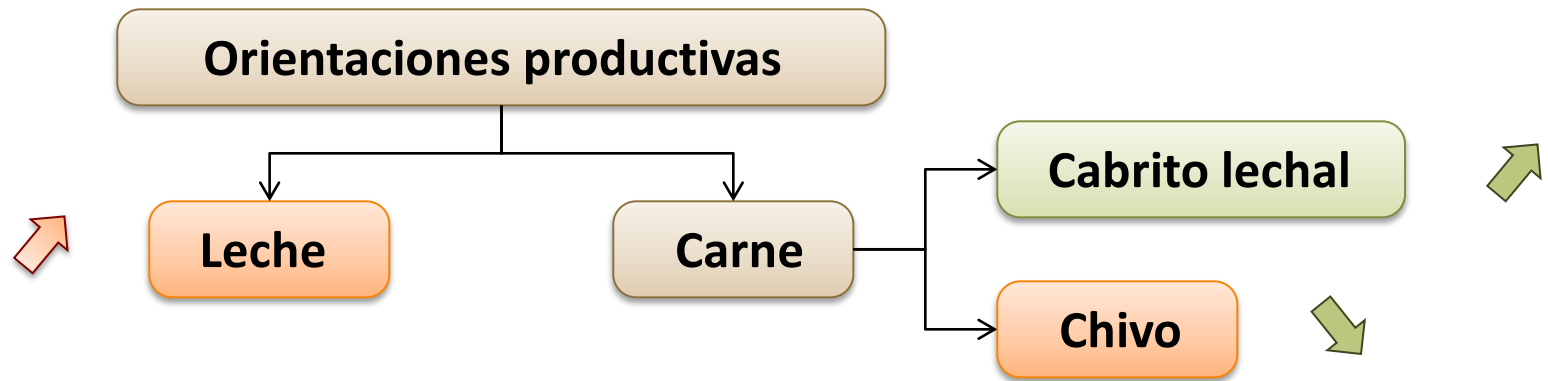 Orientaciones productivas
Cabrito lechal
Leche
Carne
Chivo